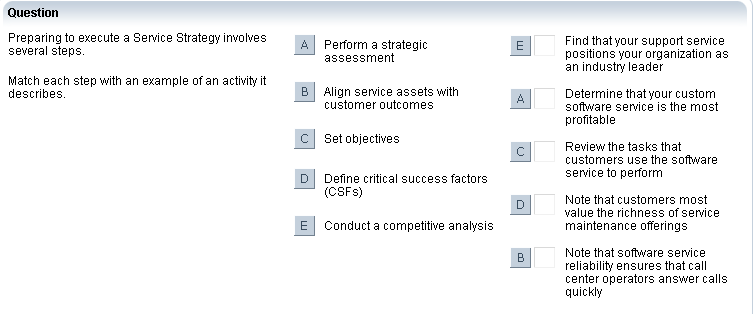 Question
Preparing to execute a Service Strategy involves
several steps.
Match each step with an example of an activity it
describes.
A Perform a strategic
assessment
B Align service assets with
customer outcomes
C Set objectives
D Define critical success factors
(CSFs)
E Conduct a competitive analysis
E Find that your support service
positions your organization as
an industry leader
A Determine that your custom
software service is the most
profitable
C Review the tasks that
customers use the software
service to perform
D Note that customers most
value the richness of service
maintenance offerings
B Note that software service
reliability ensures that call
center operators answer calls
quickly